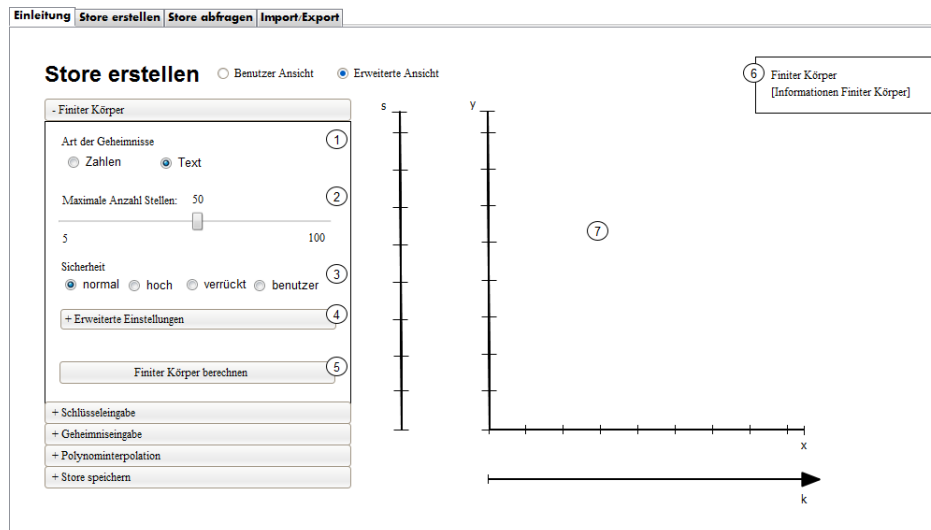 Einleitung Store erstellen Store abfragen Import/Export
Store erstellen Benutzer Ansicht Erweiterte Ansicht
- Finiter Körper
Art der Geheimnisse 1
Zahlen Text
Maximale Anzahl Stellen: 50 2
5 100
Sicherheit
normal hoch verrückt benutzer 3
+ Erweiterte Einstellungen 4
Finiter Körper berechnen 5
+ Schlüsseleingabe
+ Geheimniseingabe
+ Polynominterpolation
+ Store speichern
s y
7
x
k
6 Finiter Körper
[Informationen Finiter Körper]